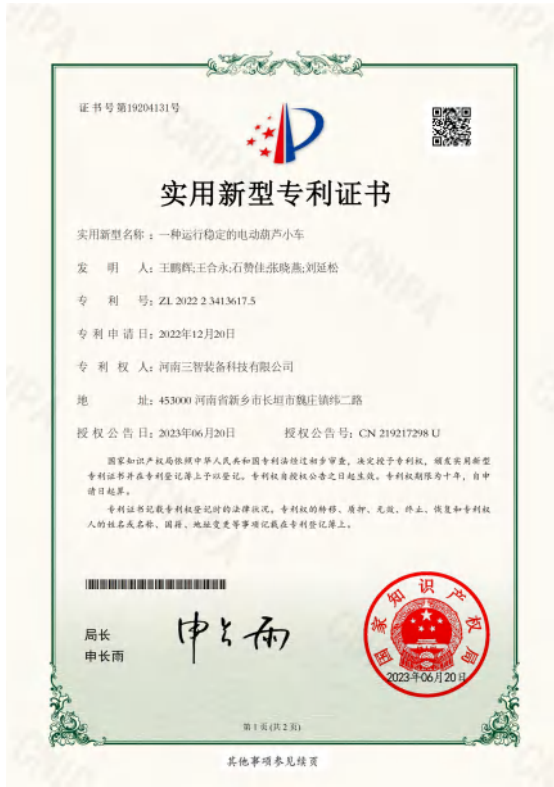 证书号第19204131号
实用新型专利证书
实用新型名称：一种运行稳定的电动葫芦小车
发明人：王鹏辉;王合永;石赞佳;张晓燕;刘延松
专利号：ZL 2022 2 3413617.5
专利申请日：2022年12月20日
专利权人：河南三智装备科技有限公司
地址：453000 河南省新乡市长垣市魏庄镇纬二路
授权公告日：2023年06月20日 授权公告号：CN 219217298 U
国家知识产权局依照中华人民共和国专利法经过初步审查，决定授予专利权，颁发实用新型
专利证书并在专利登记簿上予以登记。专利权自授权公告之日起生效。专利权期限为十年，自申
请日起算。
专利证书记载专利权登记时的法律状况。专利权的转移、质押、无效、终止、恢复和专利权
人的姓名或名称、国籍、地址变更等事项记载在专利登记簿上。
局长
申长雨
申长雨
国家知识产权局
2023年06月20日
第1页(共2页)
其他事项参见续页
CNIPA